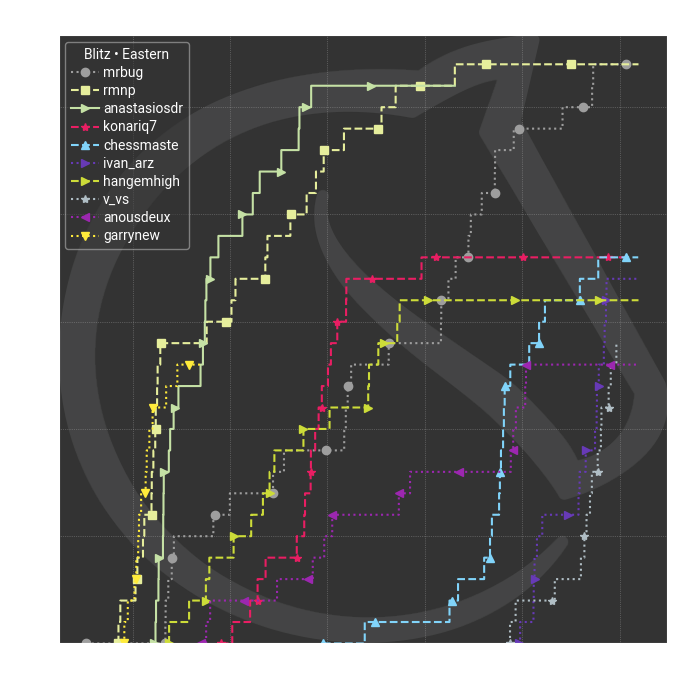 Blitz • Eastern
mrbug
rmnp
anastasiosdr
konariq7
chessmaste
ivan_arz
hangemhigh
v_vs
anousdeux
garrynew